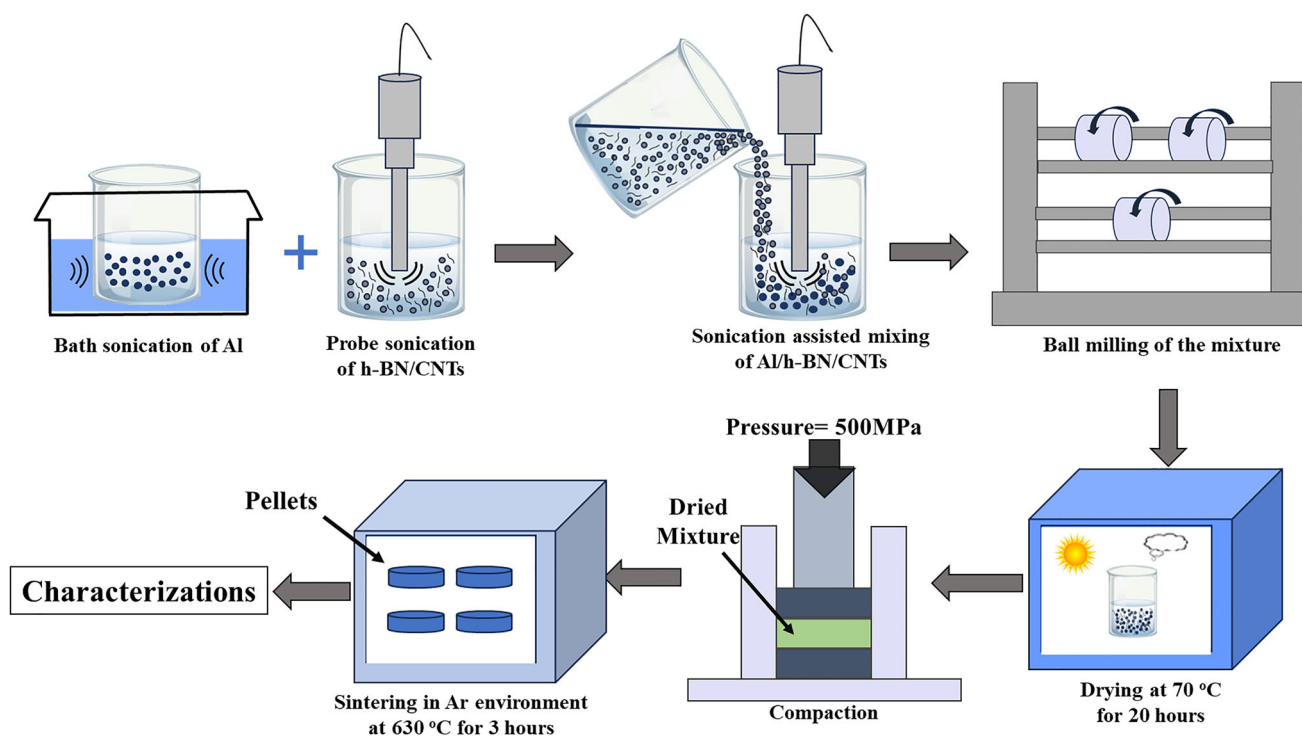 Bath sonication of Al
+
Probe sonication
of h-BN/CNTs
Sonication assisted mixing
of Al/h-BN/CNTs
Ball milling of the mixture
Pressure= 500MPa
Dried
Mixture
Pellets
Characterizations
Sintering in Ar environment
at 630 °C for 3 hours
Compaction
Drying at 70 °C
for 20 hours